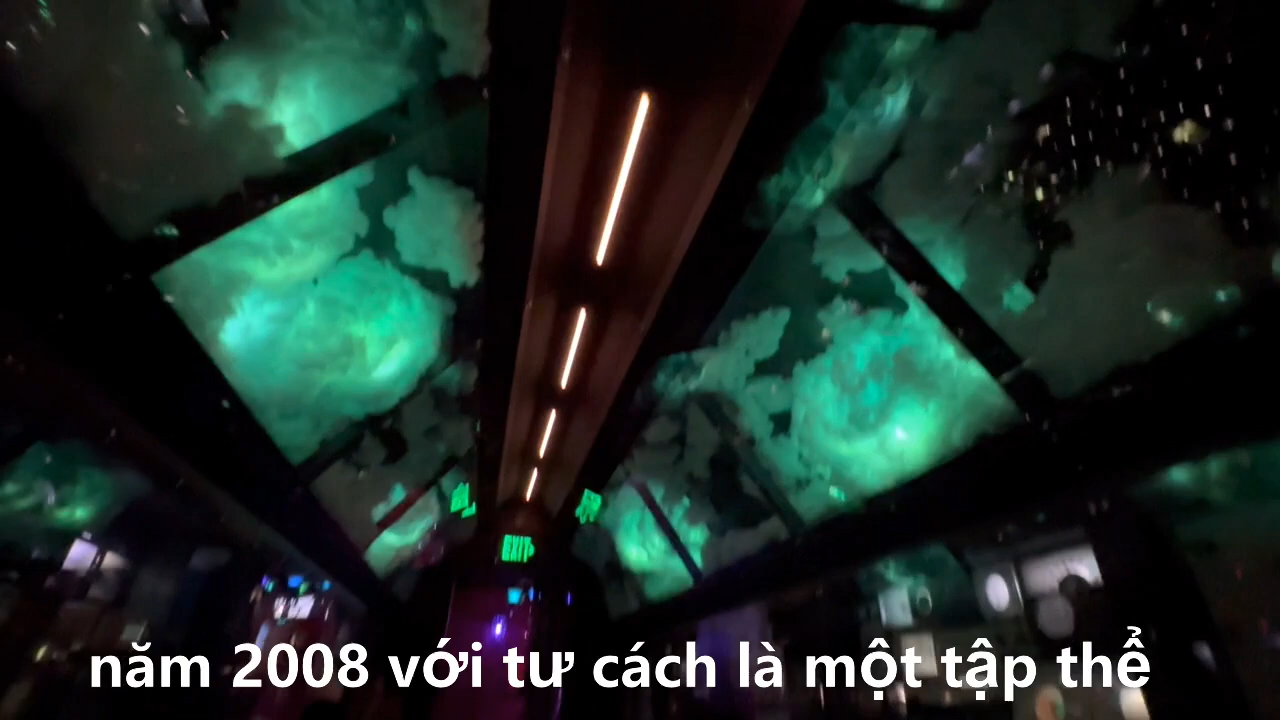 EXIT
năm 2008 với tư cách là một tập thể